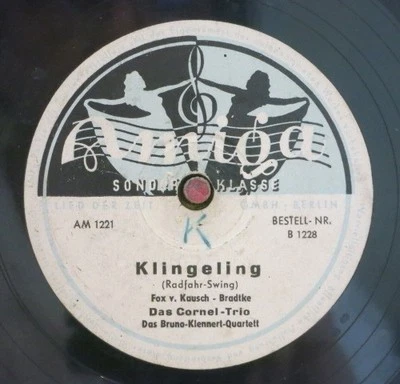 Amiga
SONDERKLASSE
LIED DER ZEIT GMBH - BERLIN
AM 1221
BESTELL-NR.
B 1228
K
Klingeling
(Radfahr-Swing)
Fox v. Kausch - Bradtke
Das Cornel-Trio
Das Bruno-Klennert-Quartett